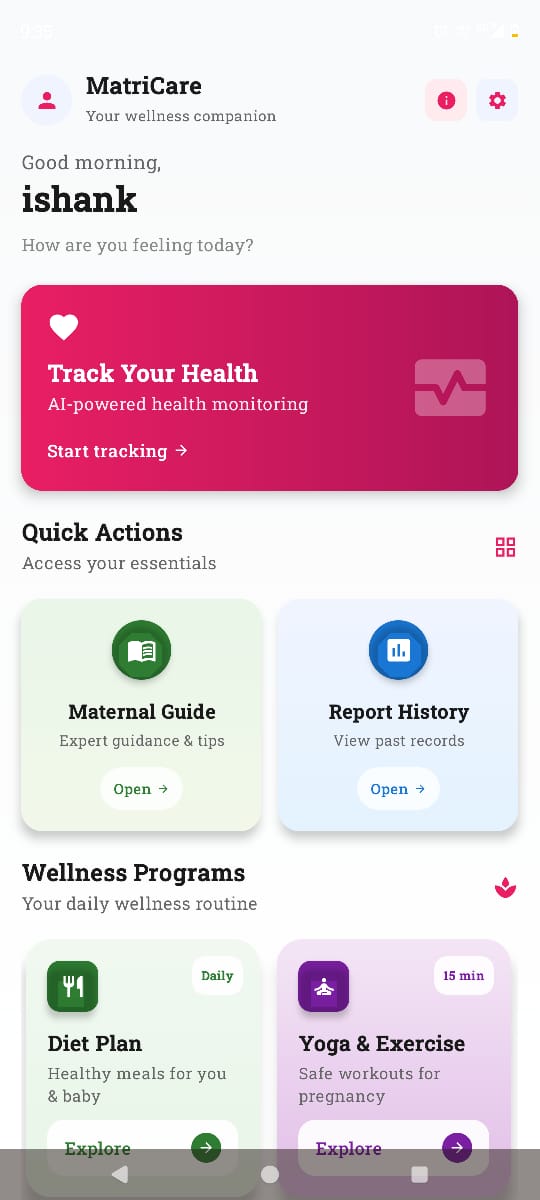 9:35
MatriCare
Your wellness companion
Good morning,
ishank
How are you feeling today?
Track Your Health
AI-powered health monitoring
Start tracking →
Quick Actions
Access your essentials
Maternal Guide
Expert guidance & tips
Open →
Report History
View past records
Open →
Wellness Programs
Your daily wellness routine
Daily
Diet Plan
Healthy meals for you
& baby
Explore
15 min
Yoga & Exercise
Safe workouts for
pregnancy
Explore